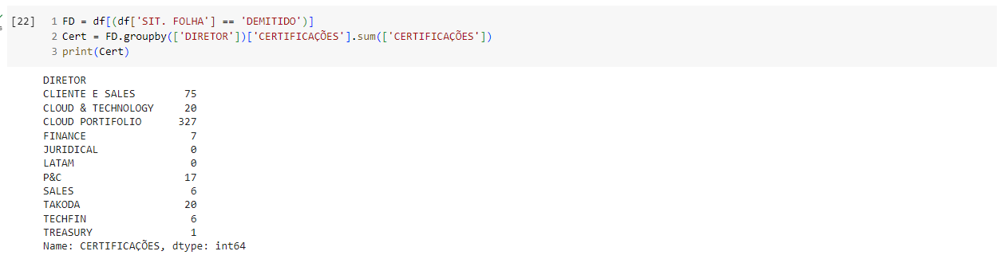 [22] 1 FD = df[(df['SIT. FOLHA'] == 'DEMITIDO')]
2 Cert = FD.groupby(['DIRETOR'])['CERTIFICAÇÕES'].sum(['CERTIFICAÇÕES'])
3 print(Cert)
DIRETOR
CLIENTE E SALES 75
CLOUD & TECHNOLOGY 20
CLOUD PORTIFOLIO 327
FINANCE 7
JURIDICAL 0
LATAM 0
P&C 17
SALES 6
TAKODA 20
TECHFIN 6
TREASURY 1
Name: CERTIFICAÇÕES, dtype: int64